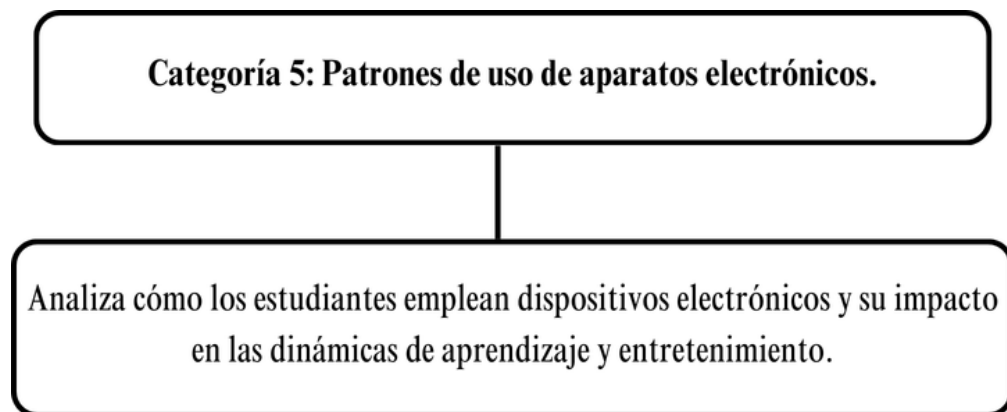 Categoría 5: Patrones de uso de aparatos electrónicos.
Analiza cómo los estudiantes emplean dispositivos electrónicos y su impacto
en las dinámicas de aprendizaje y entretenimiento.